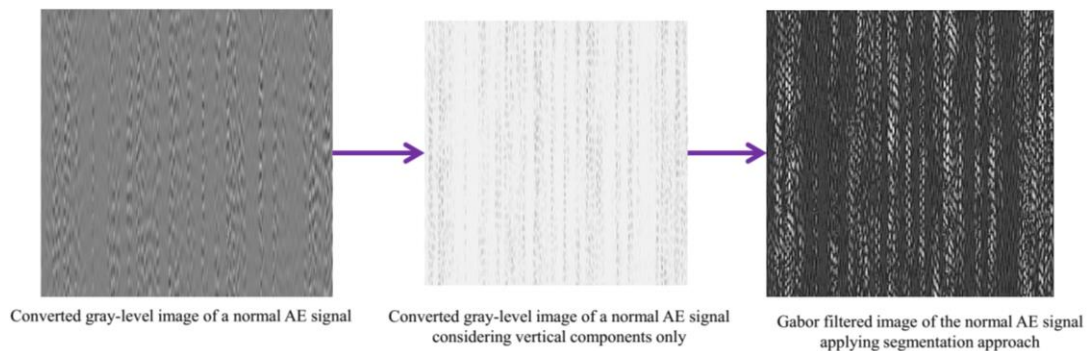 Converted gray-level image of a normal AE signal
Converted gray-level image of a normal AE signal
considering vertical components only
Gabor filtered image of the normal AE signal
applying segmentation approach